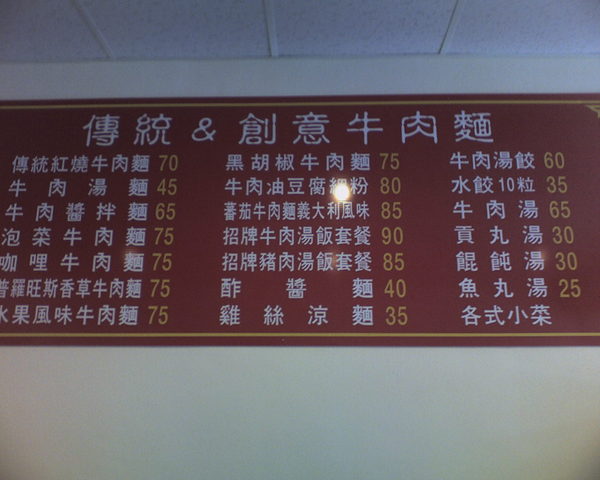 傳統 & 創意牛肉麵
傳統紅燒牛肉麵 70
牛肉湯麵 45
牛肉醬拌麵 65
泡菜牛肉麵 75
咖哩牛肉麵 75
普羅旺斯香草牛肉麵 75
水果風味牛肉麵 75
黑胡椒牛肉麵 75
牛肉油豆腐細粉 80
蕃茄牛肉麵義大利風味 85
招牌牛肉湯飯套餐 90
招牌豬肉湯飯套餐 85
酢醬麵 40
雞絲涼麵 35
牛肉湯餃 60
水餃10粒 35
牛肉湯 65
貢丸湯 30
餛飩湯 30
魚丸湯 25
各式小菜